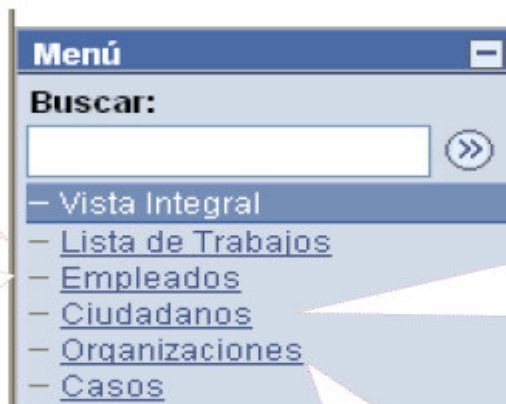 Menú
Buscar:
– Vista Integral
– Lista de Trabajos
– Empleados
– Ciudadanos
– Organizaciones
– Casos